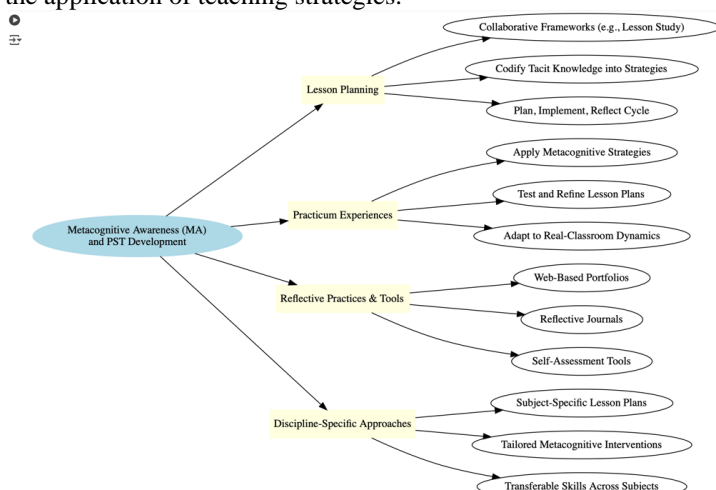 the application of teaching strategies.
Collaborative Frameworks (e.g., Lesson Study)
Lesson Planning
Codify Tacit Knowledge into Strategies
Plan, Implement, Reflect Cycle
Apply Metacognitive Strategies
Practicum Experiences
Test and Refine Lesson Plans
Adapt to Real-Classroom Dynamics
Metacognitive Awareness (MA)
and PST Development
Web-Based Portfolios
Reflective Practices & Tools
Reflective Journals
Self-Assessment Tools
Subject-Specific Lesson Plans
Discipline-Specific Approaches
Tailored Metacognitive Interventions
Transferable Skills Across Subjects